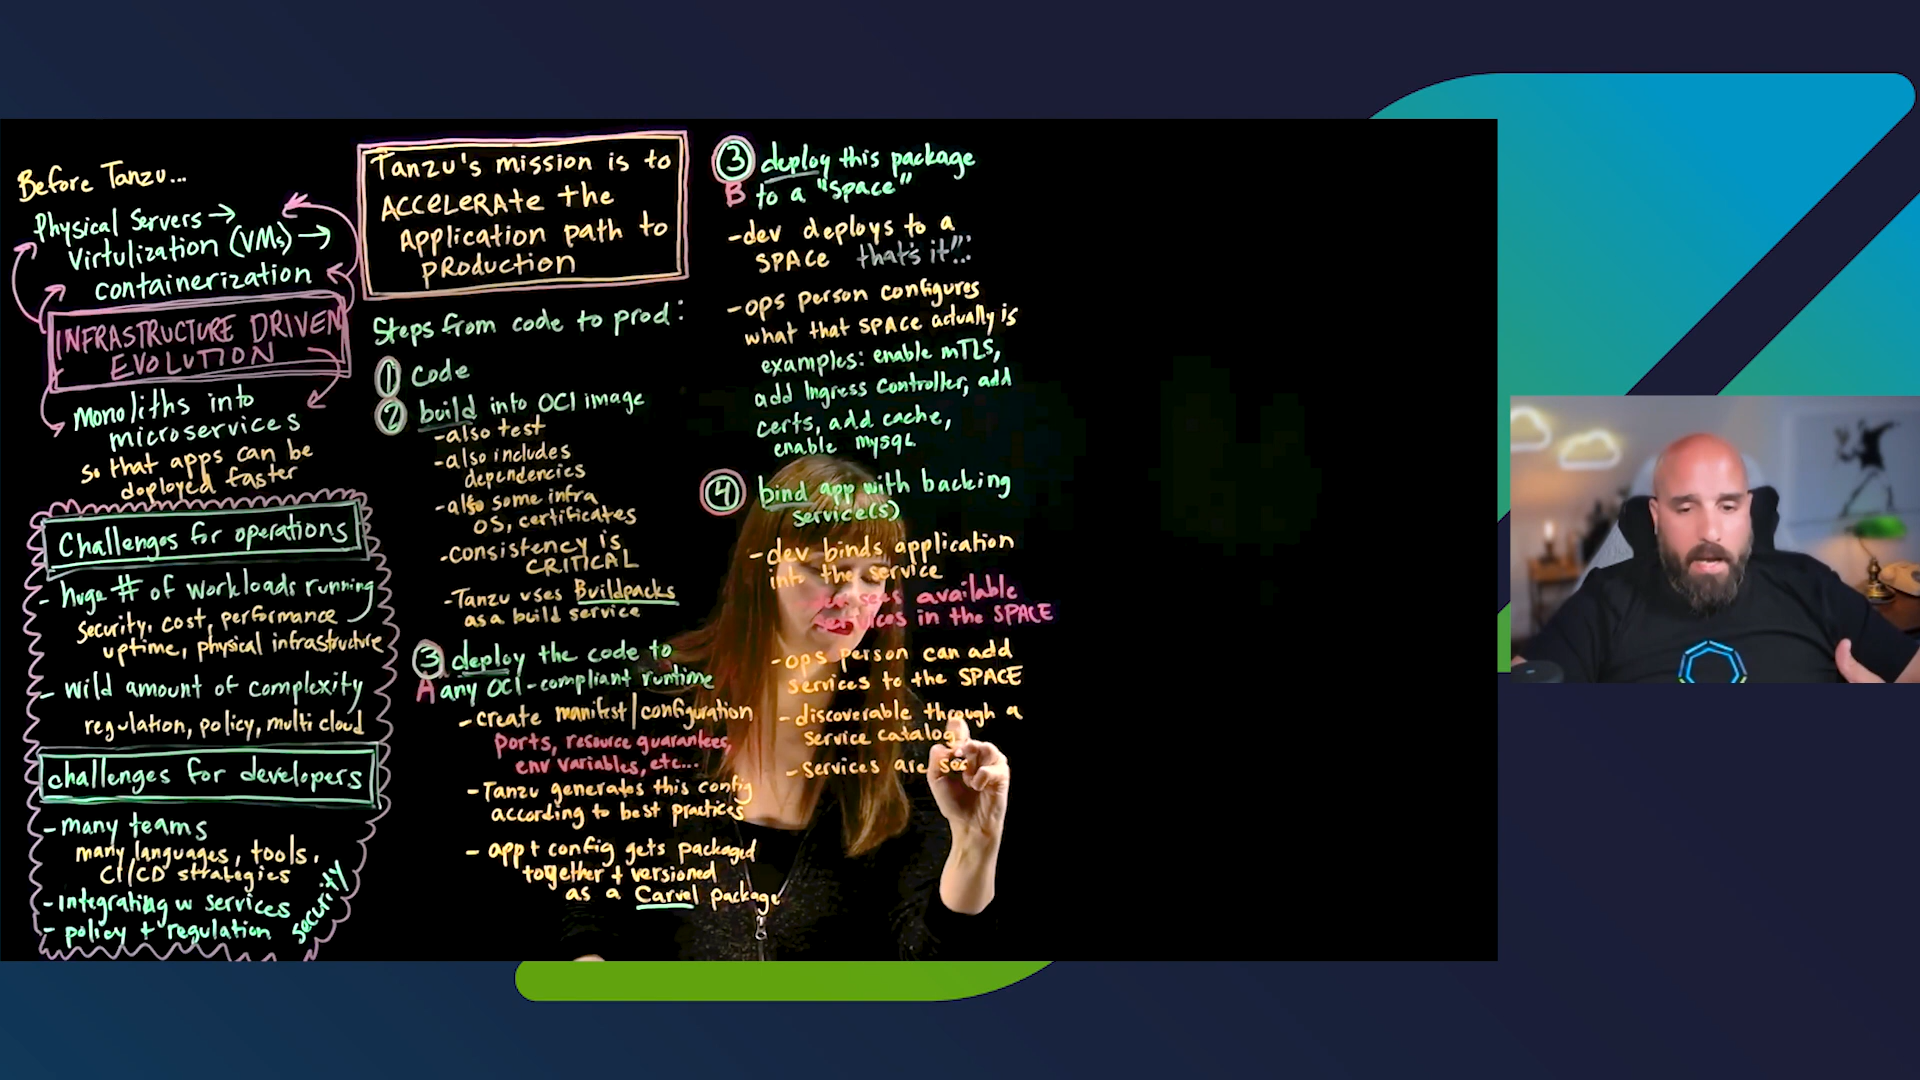 Before Tanzu...
Physical Servers →
Virtulization (VMs) →
containerization
INFRASTRUCTURE DRIVEN
EVOLUTION
Monoliths into
microservices
so that apps can be
doployed faster
Challenges for operations
- huge # of workloads running
security, cost, performance
uptime, physical infrastructure
- wild amount of complexity
regulation, policy, multi cloud
challenges for developers
- many teams
many languages, tools,
CI/CD strategies
- Integrating w services
- policy + regulation
security
Tanzu's mission is to
ACCELERATE the
Application path to
PRODUCTION
Steps from code to prod:
① Code
② build into OCI image
- also test
- also includes
dependencies
- also some infra
OS, certificates
- consistency is
CRITICAL
- Tanzu uses Buildpacks
as a build service
③ deploy the code to
A any OCI-compliant runtime
- create manifest/configuration
ports, resource guarantees,
env variables, etc...
- Tanzu generates this config
according to best practices
- app + config gets packaged
together + versioned
as a Carvel package
③ deploy this package
B to a "space"
- dev deploys to a
SPACe that's it!!
- ops person configures
what that SPACe actually is
examples: enable mTLS,
add Ingress Controller, add
certs, add cache,
enable mysql
④ bind app with backing
service(s)
- dev binds application
into the service
sees available
services in the SPACE
- ops person can add
services to the SPACE
- discoverable through a
service catalog
- services are